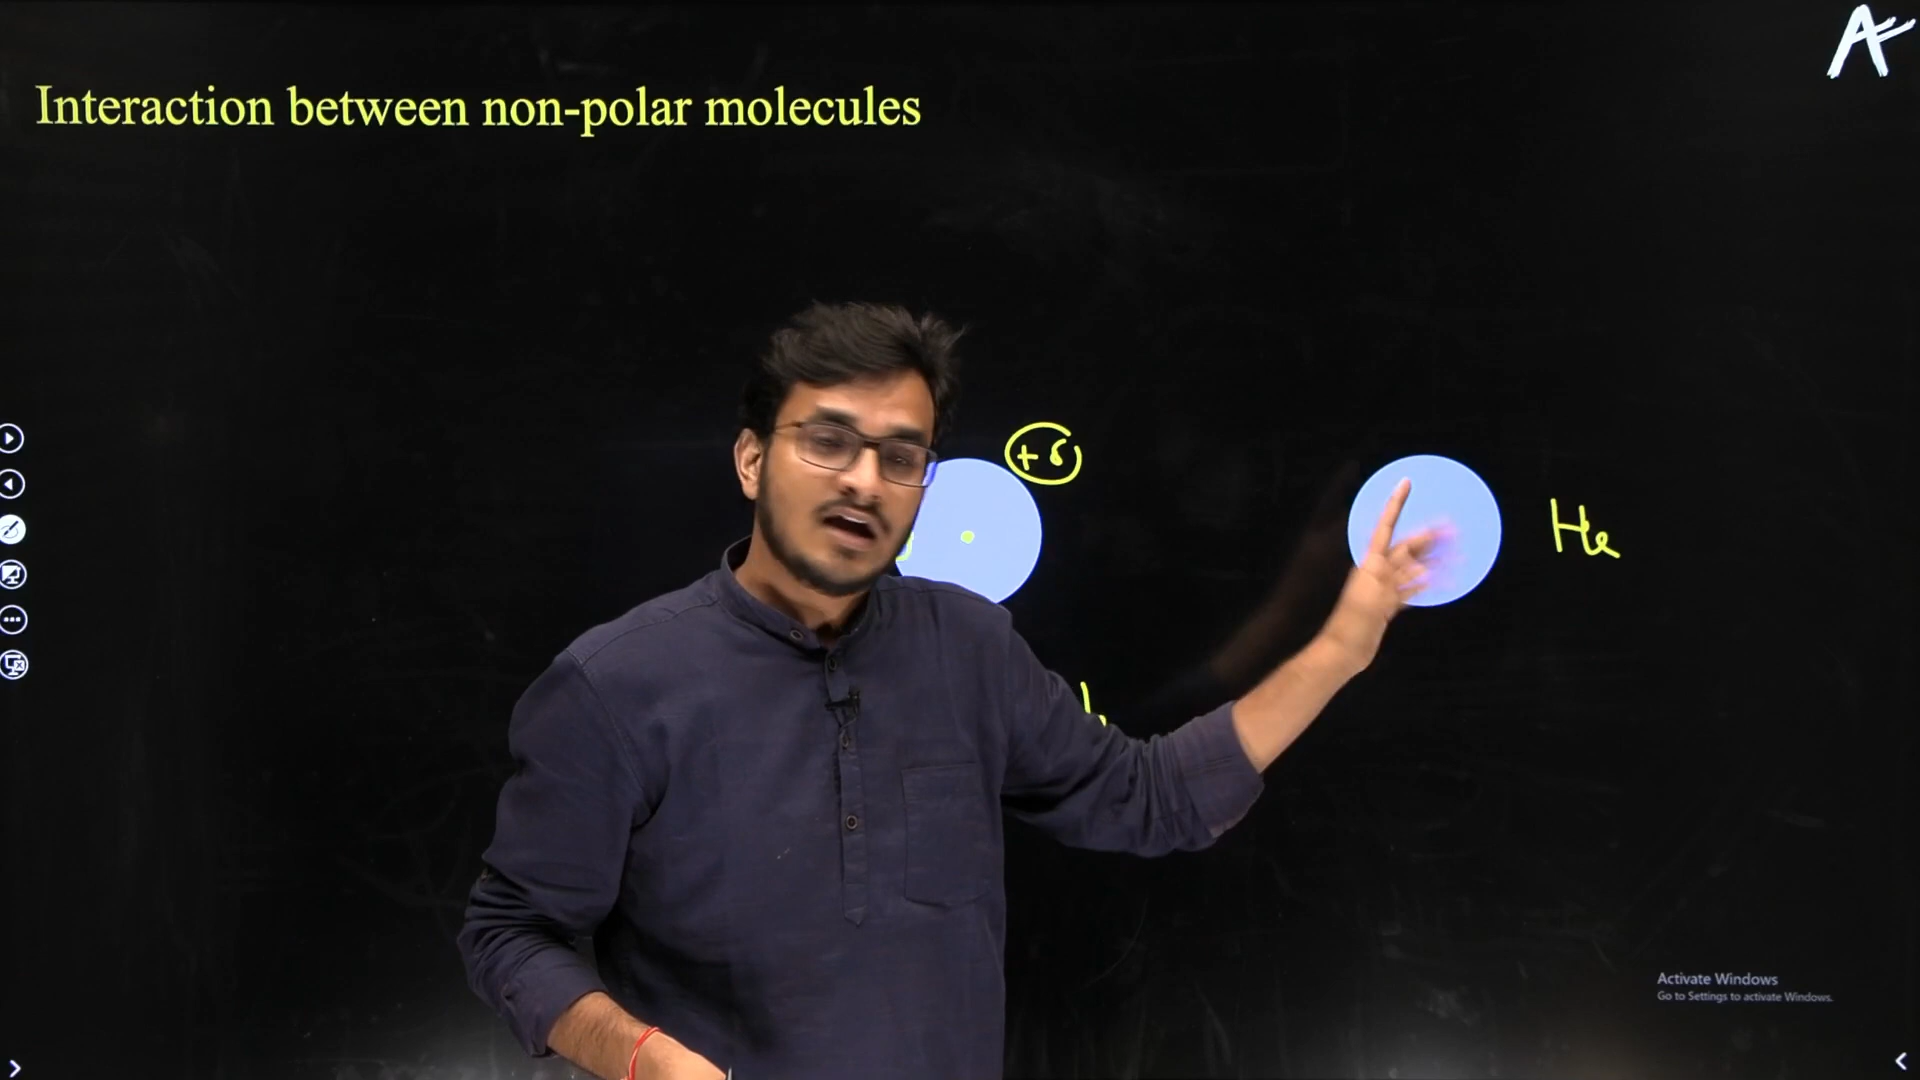 Interaction between non-polar molecules
+δ
He
Activate Windows
Go to Settings to activate Windows.